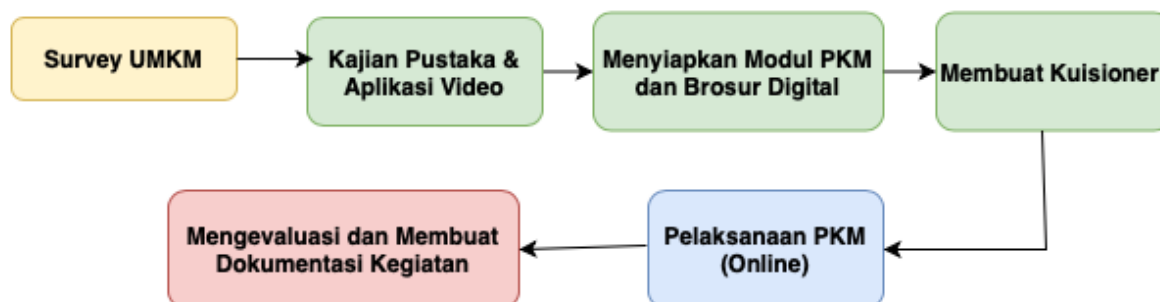 Survey UMKM
Kajian Pustaka &
Aplikasi Video
Menyiapkan Modul PKM
dan Brosur Digital
Membuat Kuisioner
Pelaksanaan PKM
(Online)
Mengevaluasi dan Membuat
Dokumentasi Kegiatan